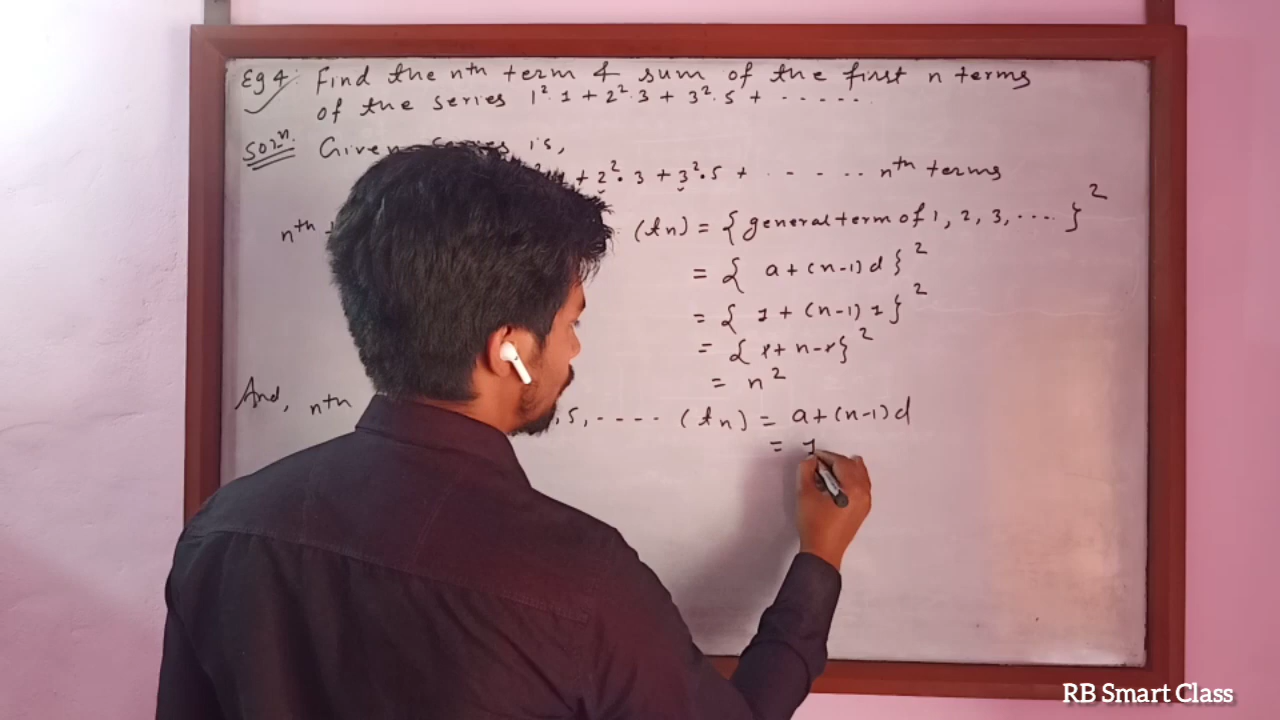 Eg 4: Find the nth term & sum of the first n terms
of the series 1². 1 + 2². 3 + 3². 5 + ......
Solⁿ: Given series is,
+ 2². 3 + 3². 5 + ..... nth terms
nth (tn) = { general term of 1, 2, 3, .... }²
= { a + (n-1) d }²
= { 1 + (n-1) 1 }²
= { 1 + n - 1 }²
= n²
And, nth , 5, ---- (tn) = a + (n-1) d
= 1
RB Smart Class